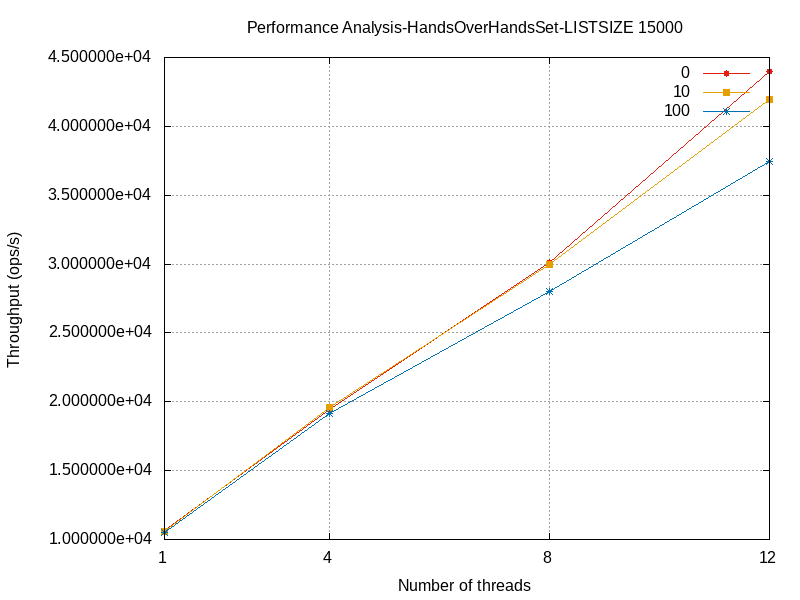 Performance Analysis-HandsOverHandsSet-LISTSIZE 15000
4.500000e+04
4.000000e+04
3.500000e+04
3.000000e+04
2.500000e+04
2.000000e+04
1.500000e+04
1.000000e+04
Throughput (ops/s)
0
10
100
1 4 8 12
Number of threads